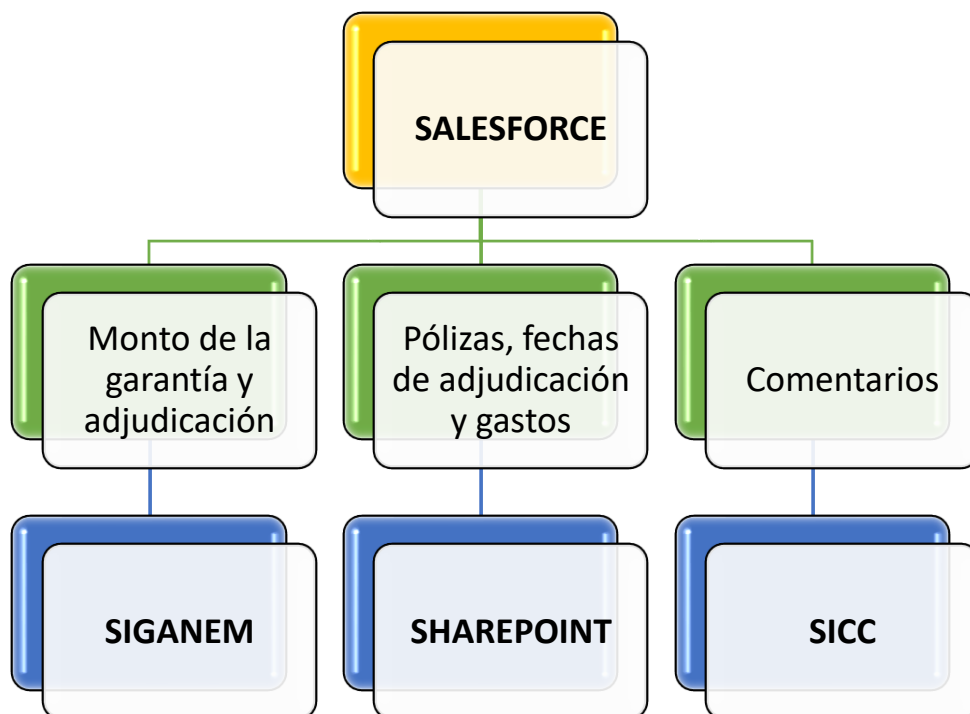 SALESFORCE
Monto de la
garantía y
adjudicación
Pólizas, fechas
de adjudicación
y gastos
Comentarios
SIGANEM
SHAREPOINT
SICC